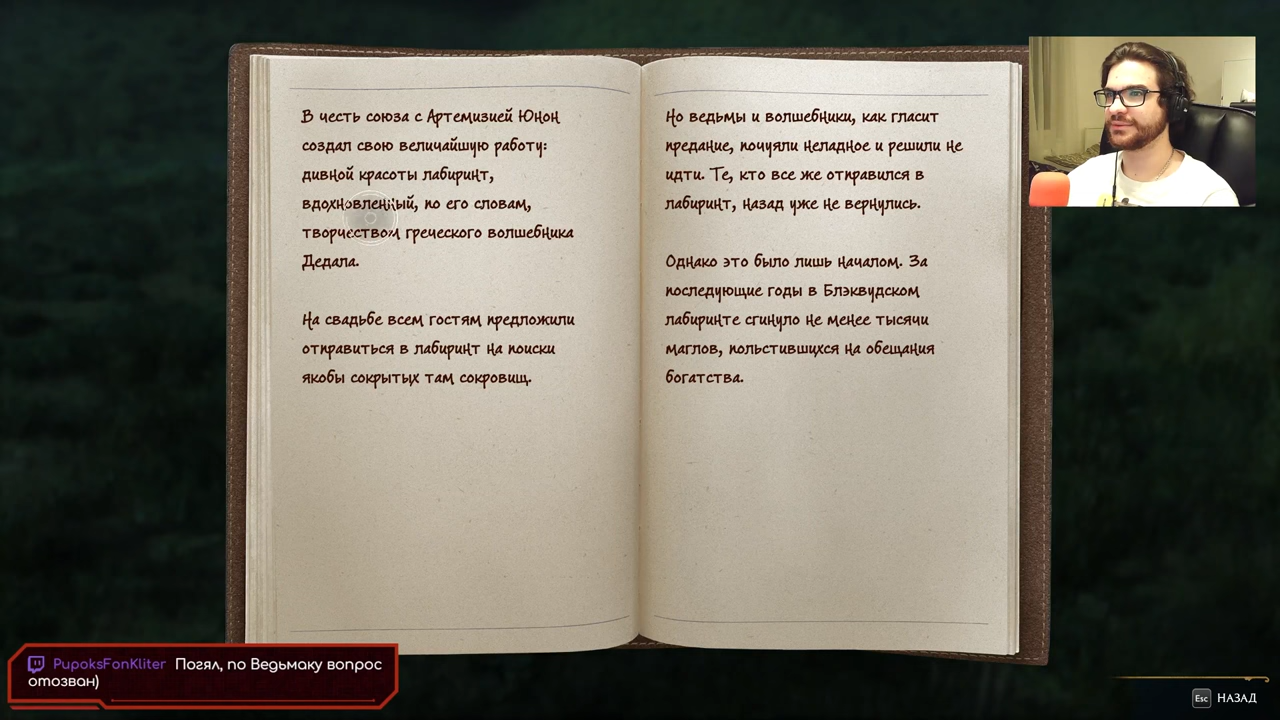 В честь союза с Артемизией Юнон
создал свою величайшую работу:
дивной красоты лабиринт,
вдохновленный, по его словам,
творчеством греческого волшебника
Дедала.
На свадьбе всем гостям предложили
отправиться в лабиринт на поиски
якобы сокрытых там сокровищ.
Но ведьмы и волшебники, как гласит
предание, почуяли неладное и решили не
идти. Те, кто все же отправился в
лабиринт, назад уже не вернулись.
Однако это было лишь началом. За
последующие годы в Блэквудском
лабиринте сгинуло не менее тысячи
маглов, польстившихся на обещания
богатства.
PupoksFonKliter Погял, по Ведьмаку вопрос
отозван)
Esc НАЗАД